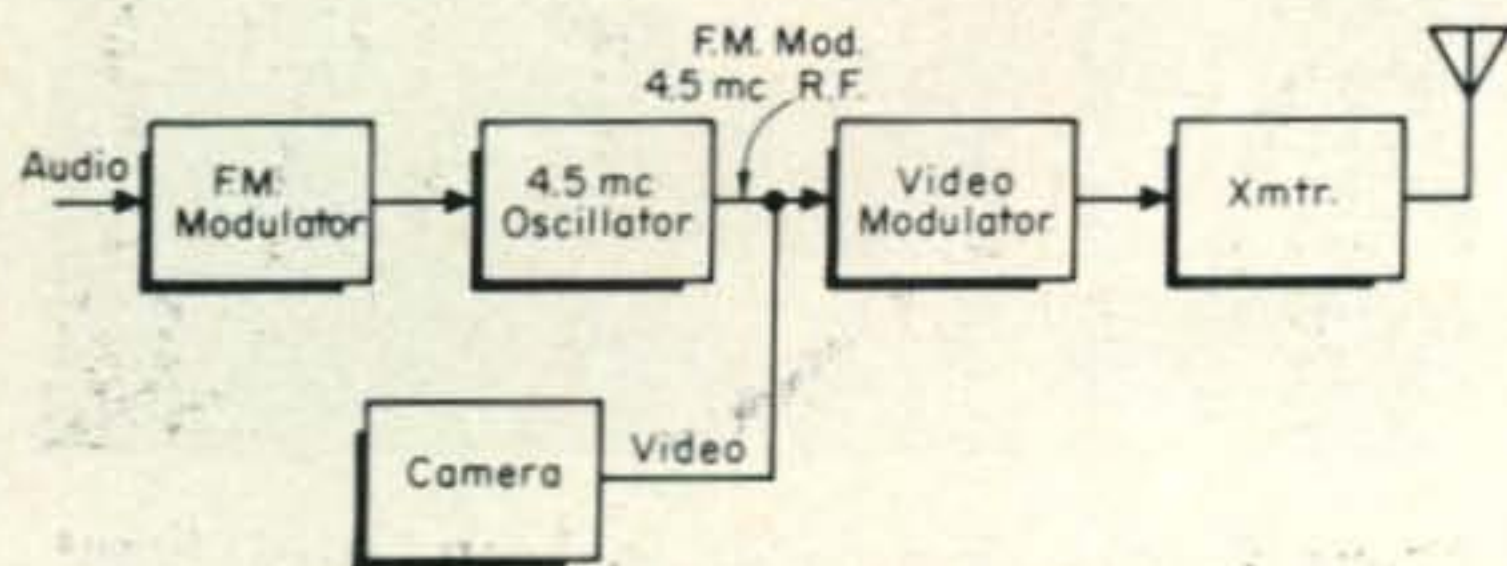 F.M. Mod.
4.5 mc R.F.
Audio
F.M.
Modulator
4.5 mc
Oscillator
Video
Modulator
Xmtr.
Camera
Video